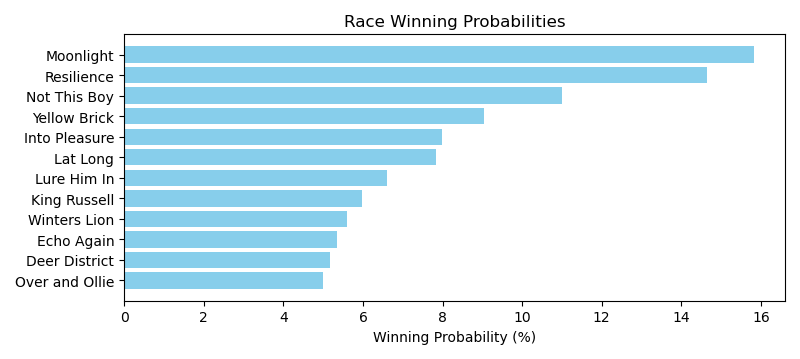 Race Winning Probabilities
Moonlight
Resilience
Not This Boy
Yellow Brick
Into Pleasure
Lat Long
Lure Him In
King Russell
Winters Lion
Echo Again
Deer District
Over and Ollie
0 2 4 6 8 10 12 14 16
Winning Probability (%)